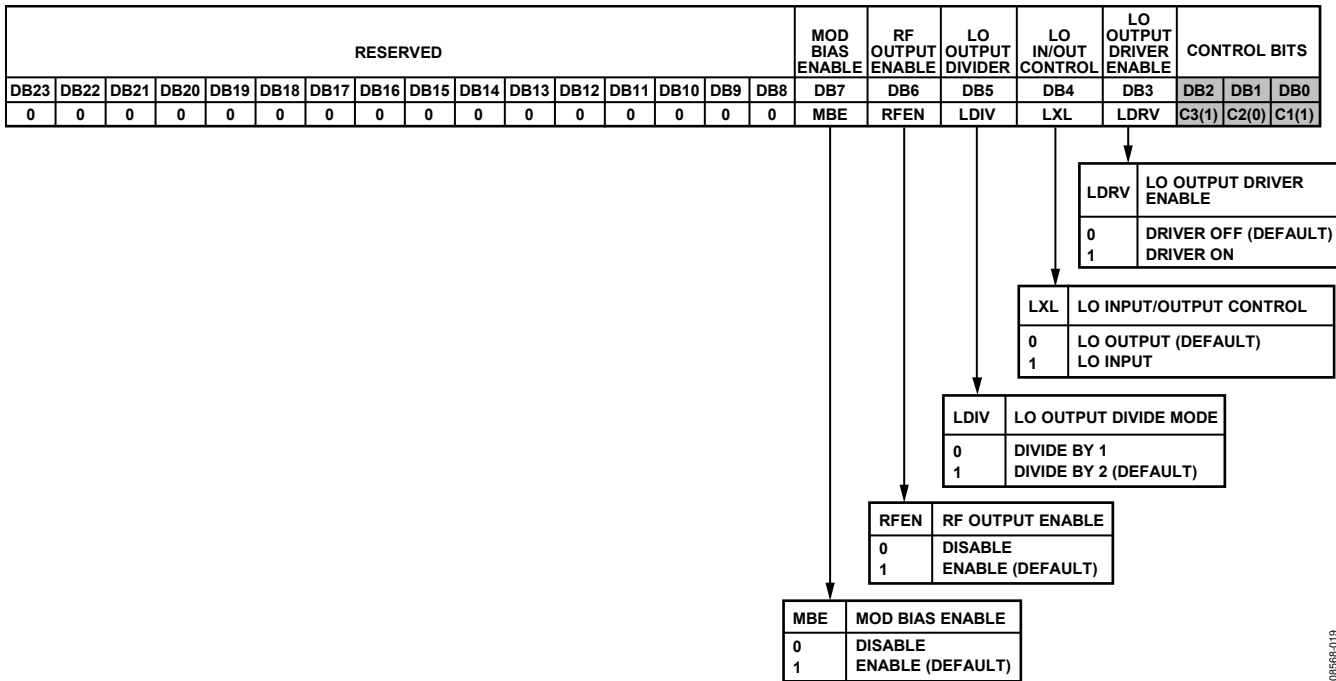 RESERVED
MOD
BIAS
ENABLE
RF
OUTPUT
ENABLE
LO
OUTPUT
DIVIDER
LO
IN/OUT
CONTROL
LO
OUTPUT
DRIVER
ENABLE
CONTROL BITS
DB23 DB22 DB21 DB20 DB19 DB18 DB17 DB16 DB15 DB14 DB13 DB12 DB11 DB10 DB9 DB8 DB7 DB6 DB5 DB4 DB3 DB2 DB1 DB0
0 0 0 0 0 0 0 0 0 0 0 0 0 0 0 0 MBE RFEN LDIV LXL LDRV C3(1) C2(0) C1(1)
LDRV LO OUTPUT DRIVER
ENABLE
0 DRIVER OFF (DEFAULT)
1 DRIVER ON
LXL LO INPUT/OUTPUT CONTROL
0 LO OUTPUT (DEFAULT)
1 LO INPUT
LDIV LO OUTPUT DIVIDE MODE
0 DIVIDE BY 1
1 DIVIDE BY 2 (DEFAULT)
RFEN RF OUTPUT ENABLE
0 DISABLE
1 ENABLE (DEFAULT)
MBE MOD BIAS ENABLE
0 DISABLE
1 ENABLE (DEFAULT)
08568-019